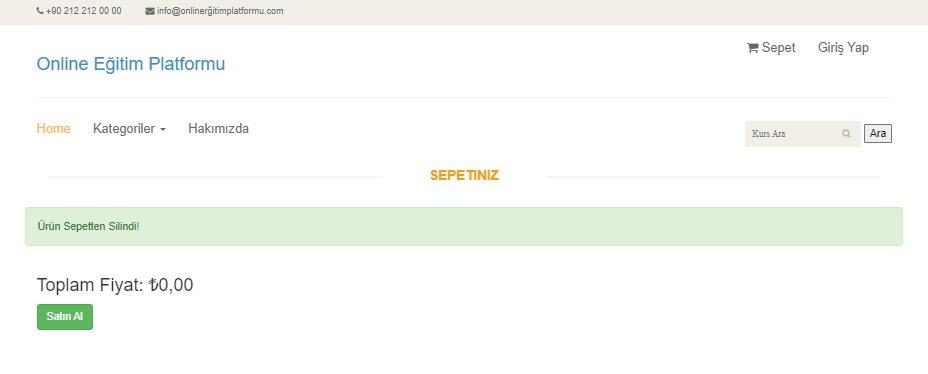 +90 212 212 00 00 info@onlinerğitimplatformu.com
Sepet Giriş Yap
Online Eğitim Platformu
Home Kategoriler Hakımızda Kurs Ara Ara
SEPETINIZ
Ürün Sepetten Silindi!
Toplam Fiyat: ₺0,00
Satın Al